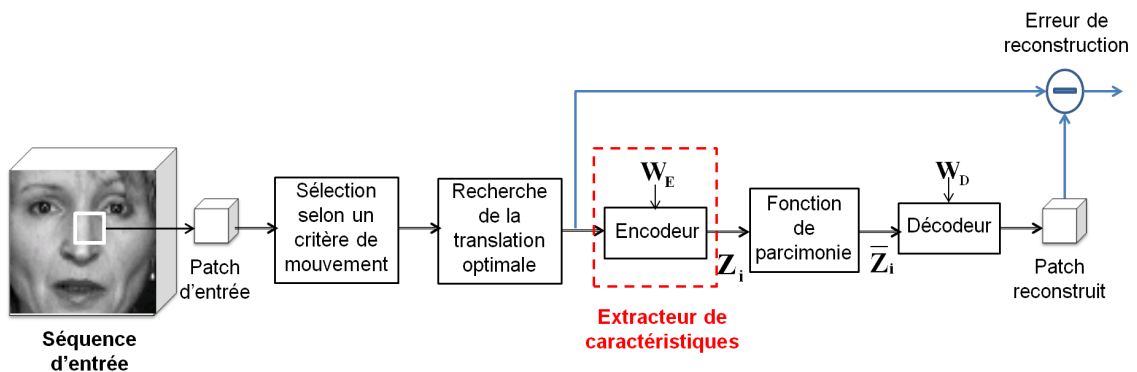 Erreur de
reconstruction
Sélection
selon un
critère de
mouvement
Recherche
de la
translation
optimale
W_E
Encodeur
Z_i
Fonction
de
parcimonie
Z̅_i
W_D
Décodeur
Patch
d'entrée
Patch
reconstruit
Extracteur de
caractéristiques
Séquence
d'entrée